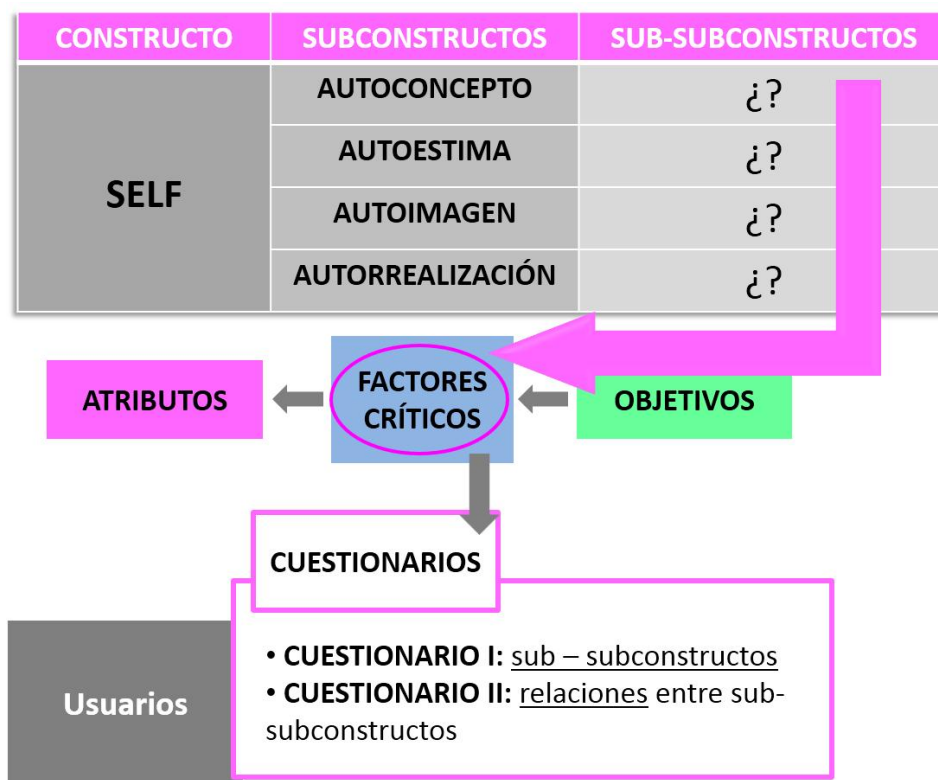 CONSTRUCTO SUBCONSTRUCTOS SUB-SUBCONSTRUCTOS
SELF
AUTOCONCEPTO ¿?
AUTOESTIMA ¿?
AUTOIMAGEN ¿?
AUTORREALIZACIÓN ¿?
ATRIBUTOS
FACTORES
CRÍTICOS
OBJETIVOS
CUESTIONARIOS
Usuarios
• CUESTIONARIO I: sub – subconstructos
• CUESTIONARIO II: relaciones entre sub-
subconstructos